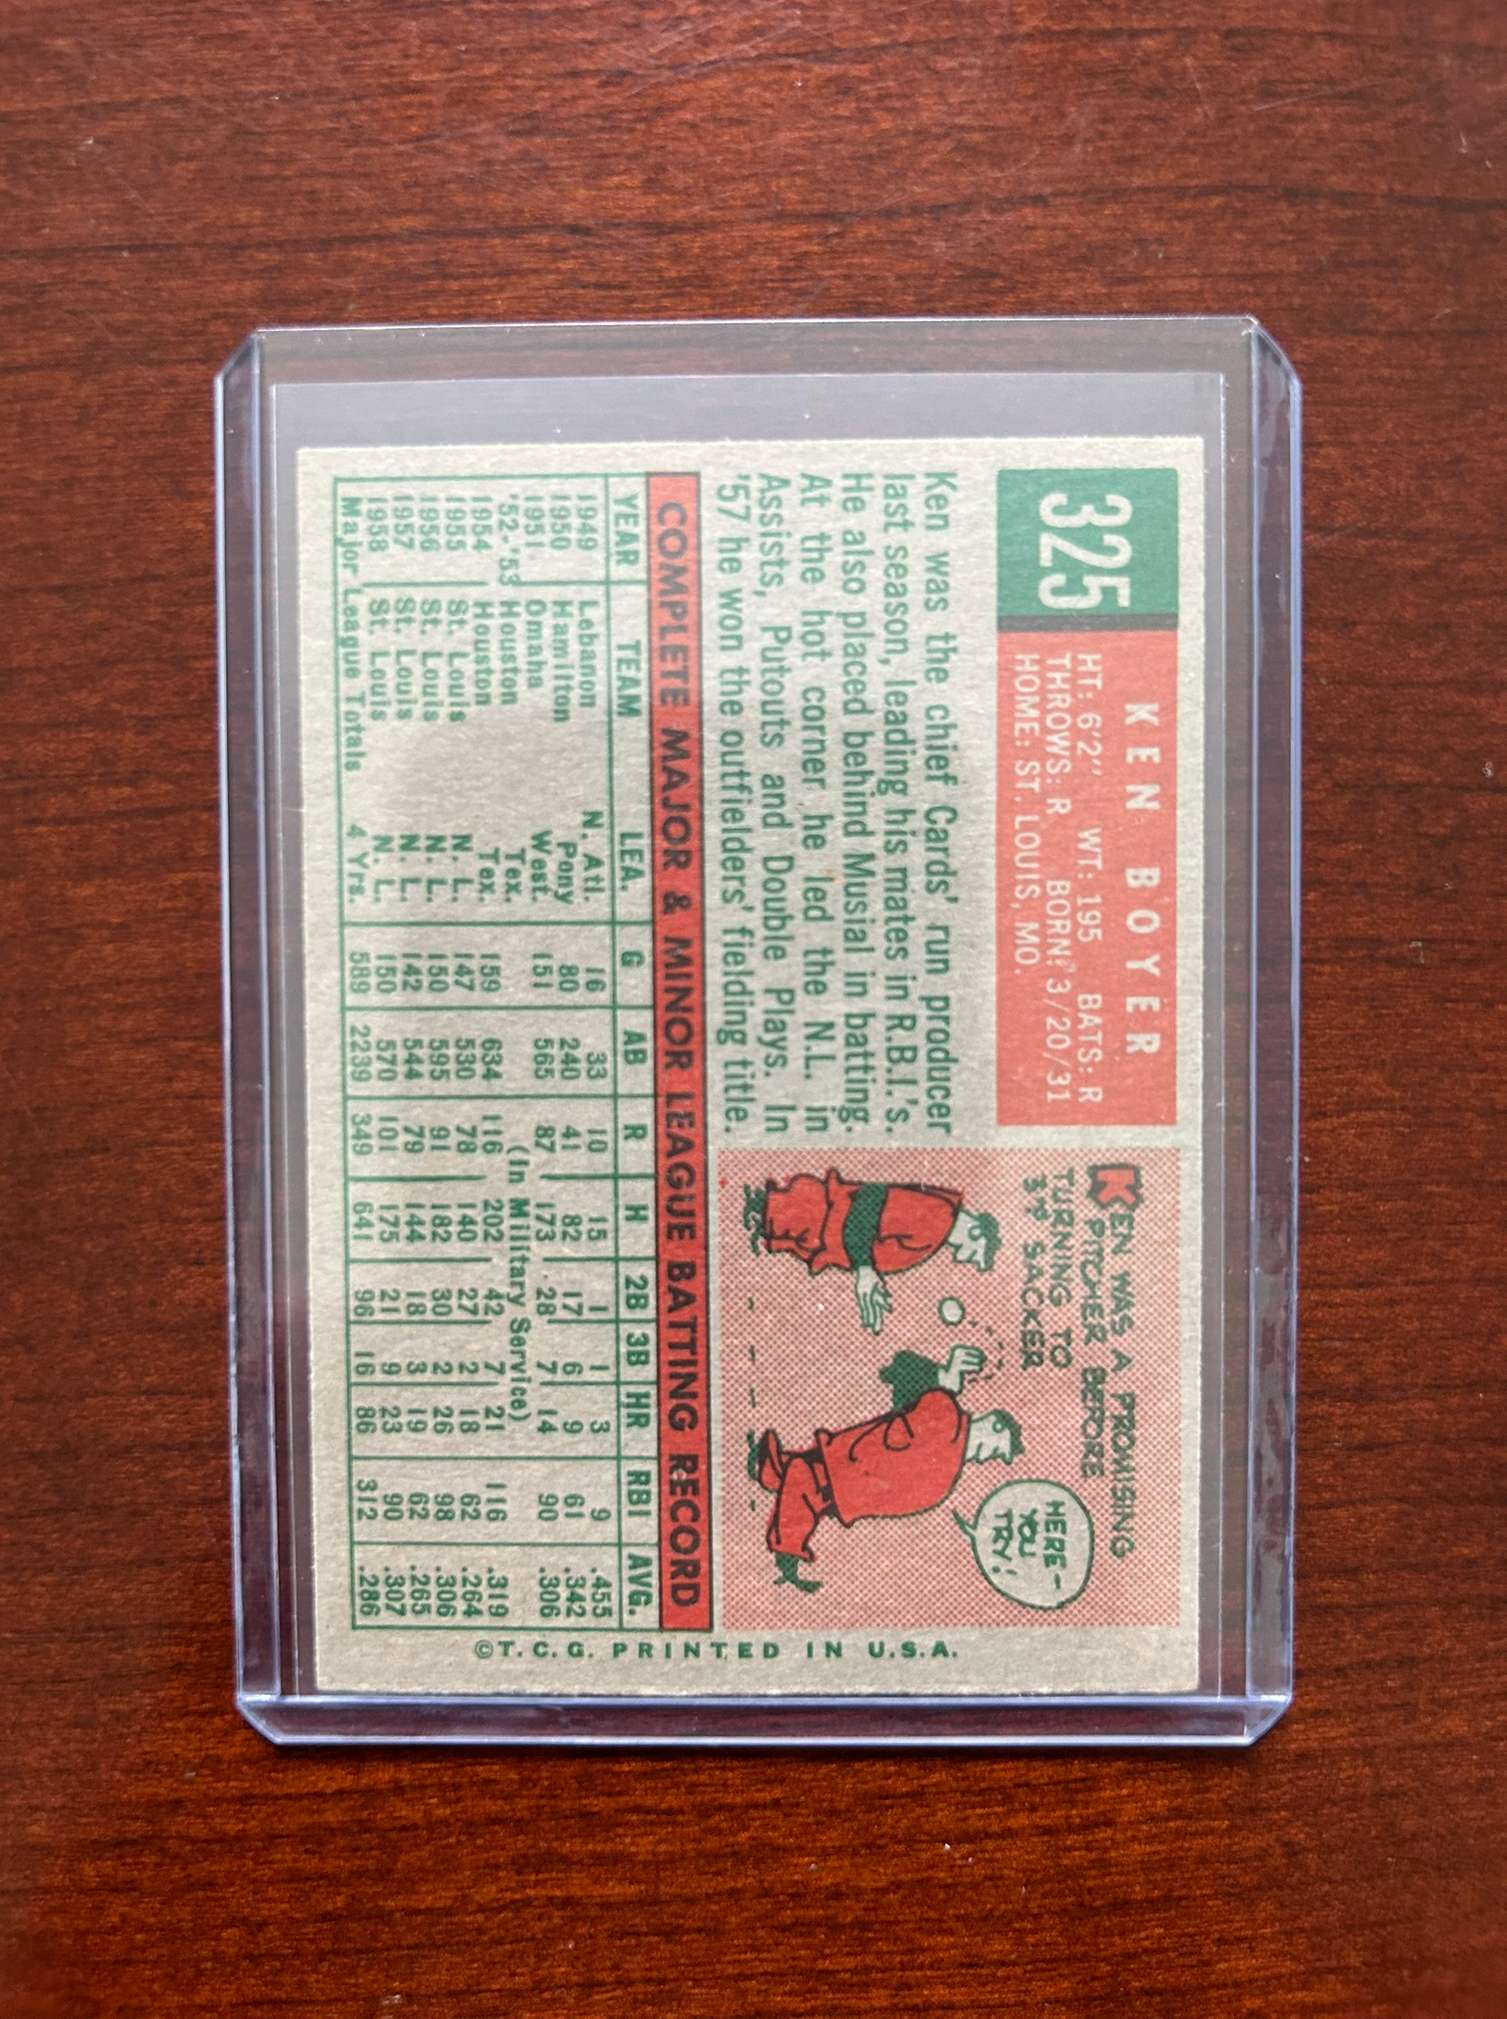 325
KEN BOYER
HT: 6'2" WT: 195 BATS: R
THROWS: R BORN: 3/20/31
HOME: ST. LOUIS, MO.
Ken was the chief Cards' run producer
last season, leading his mates in R.B.I.'s.
He also placed behind Musial in batting.
At the hot corner he led the N.L. in
Assists, Putouts and Double Plays. In
'57 he won the outfielders' fielding title.
KEN WAS A PROMISING
PITCHER BEFORE
TURNING TO
3RD SACKER
HERE-
YOU
TRY!
COMPLETE MAJOR & MINOR LEAGUE BATTING RECORD
YEAR TEAM LEA. G AB R H 2B 3B HR RBI AVG.
1949 Lebanon N. Atl. 16 33 10 15 1 1 3 9 .455
1950 Hamilton Pony 80 240 41 82 17 6 9 61 .342
1951 Omaha West. 151 565 87 173 28 7 14 90 .306
'52-'53 Houston Tex. (In Military Service)
1954 Houston Tex. 159 634 116 202 42 7 21 116 .319
1955 St. Louis N. L. 147 530 78 140 27 2 18 62 .264
1956 St. Louis N. L. 150 595 91 182 30 2 26 98 .306
1957 St. Louis N. L. 142 544 79 144 18 3 19 62 .265
1958 St. Louis N. L. 150 570 101 175 21 9 23 90 .307
Major League Totals 4 Yrs. 589 2239 349 641 96 16 86 312 .286
©T.C.G. PRINTED IN U.S.A.